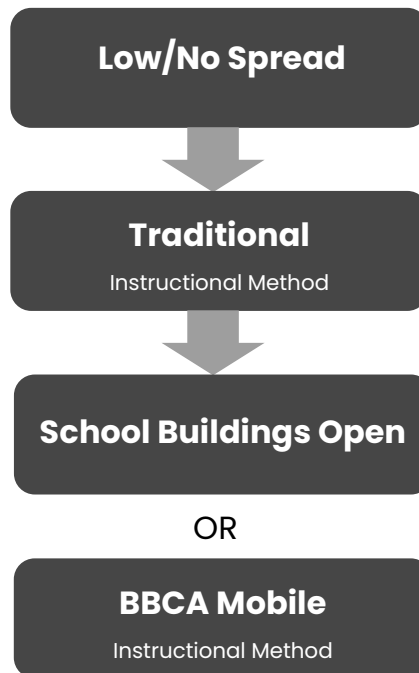 Low/No Spread
Traditional
Instructional Method
School Buildings Open
OR
BBCA Mobile
Instructional Method